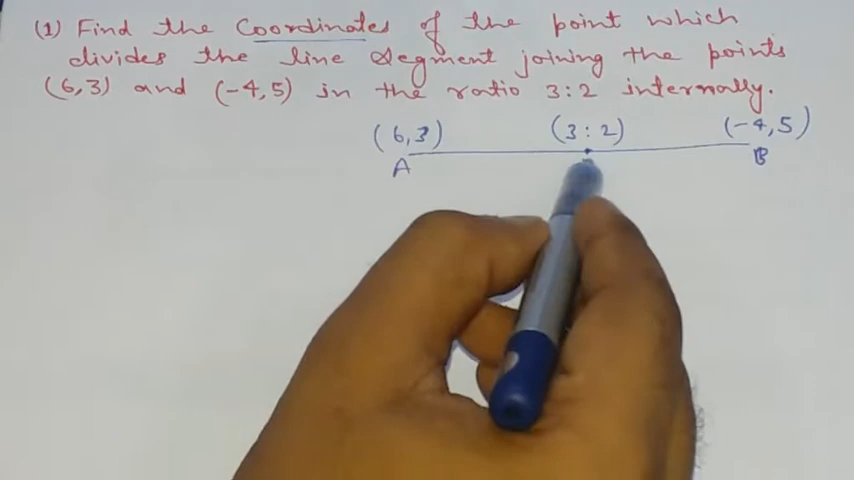 (1) Find the Coordinates of the point which
divides the line segment joining the points
(6,3) and (-4,5) in the ratio 3:2 internally.
(6,3) (3:2) (-4,5)
A B